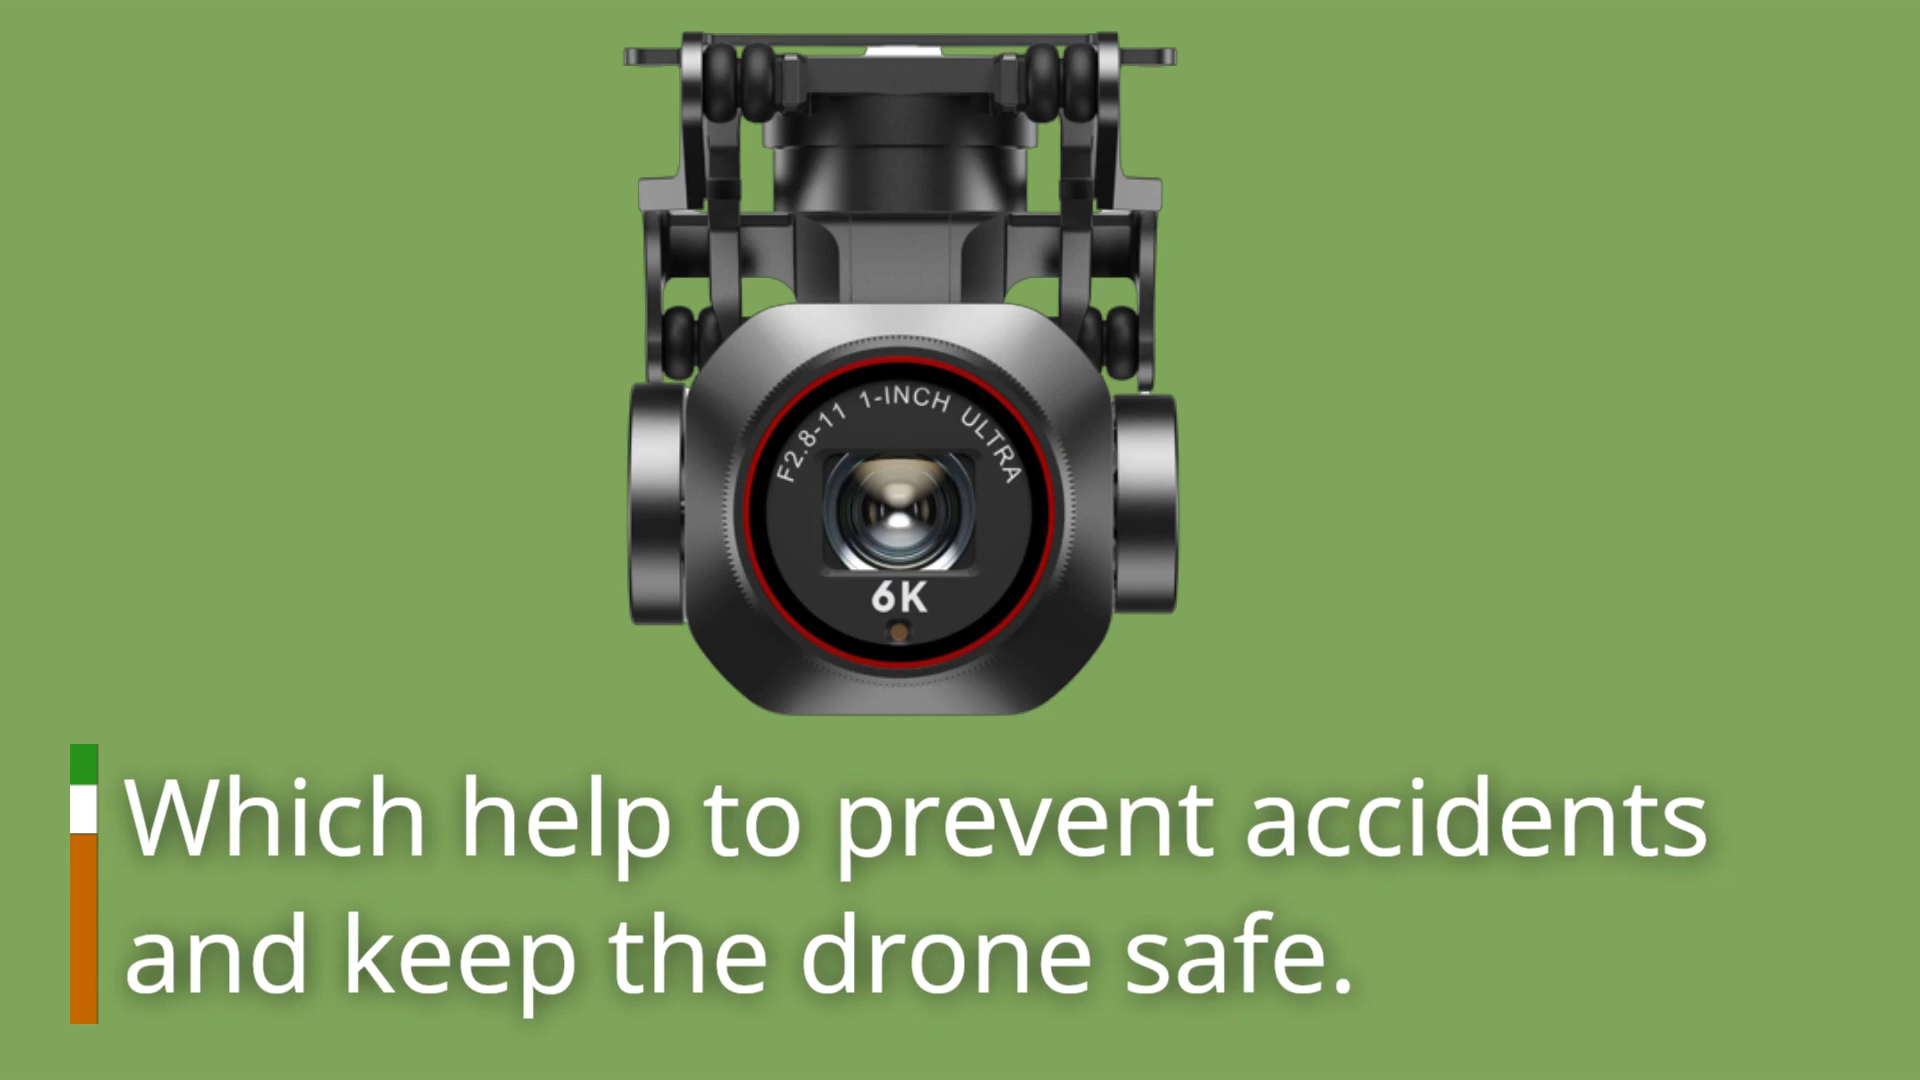 F2.8-11 1-INCH ULTRA
6K
Which help to prevent accidents
and keep the drone safe.